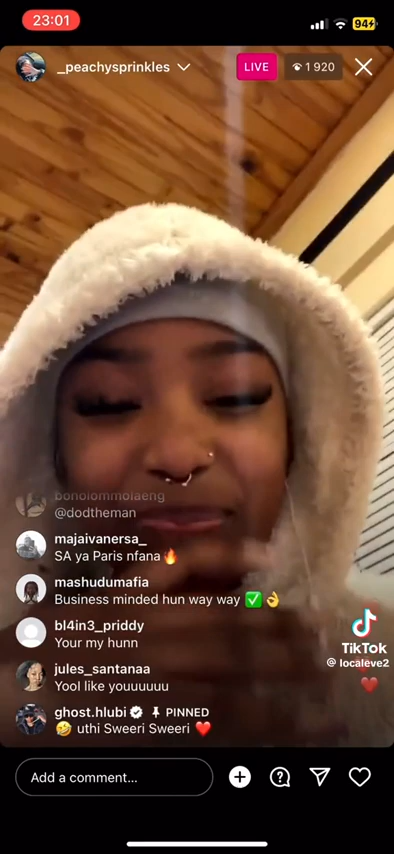 23:01
94
_peachysprinkles
LIVE
1 920
bonolommolaeng
@dodtheman
majaivanersa_
SA ya Paris nfana🔥
mashudumafia
Business minded hun way way ✅👌
bl4in3_priddy
Your my hunn
jules_santanaa
Yool like youuuuuu
ghost.hlubi PINNED
🤣 uthi Sweeri Sweeri ❤️
TikTok
@ localeve2
Add a comment...